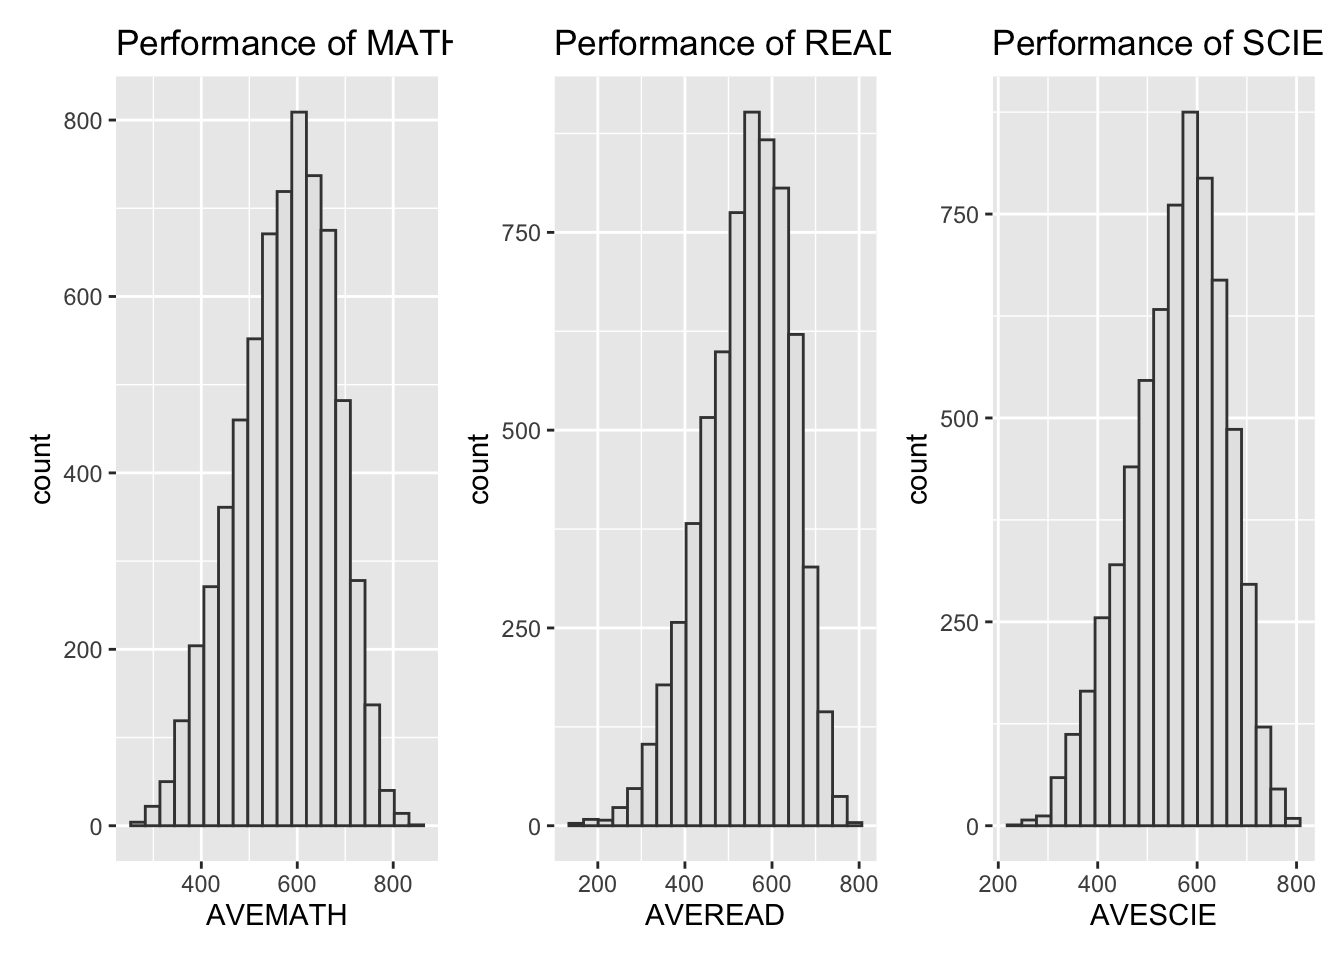 Performance of MATH
800
600
400
200
0
count
400 600 800
AVEMATH
Performance of READ
750
500
250
0
count
200 400 600 800
AVEREAD
Performance of SCIE
750
500
250
0
count
200 400 600 800
AVESCIE